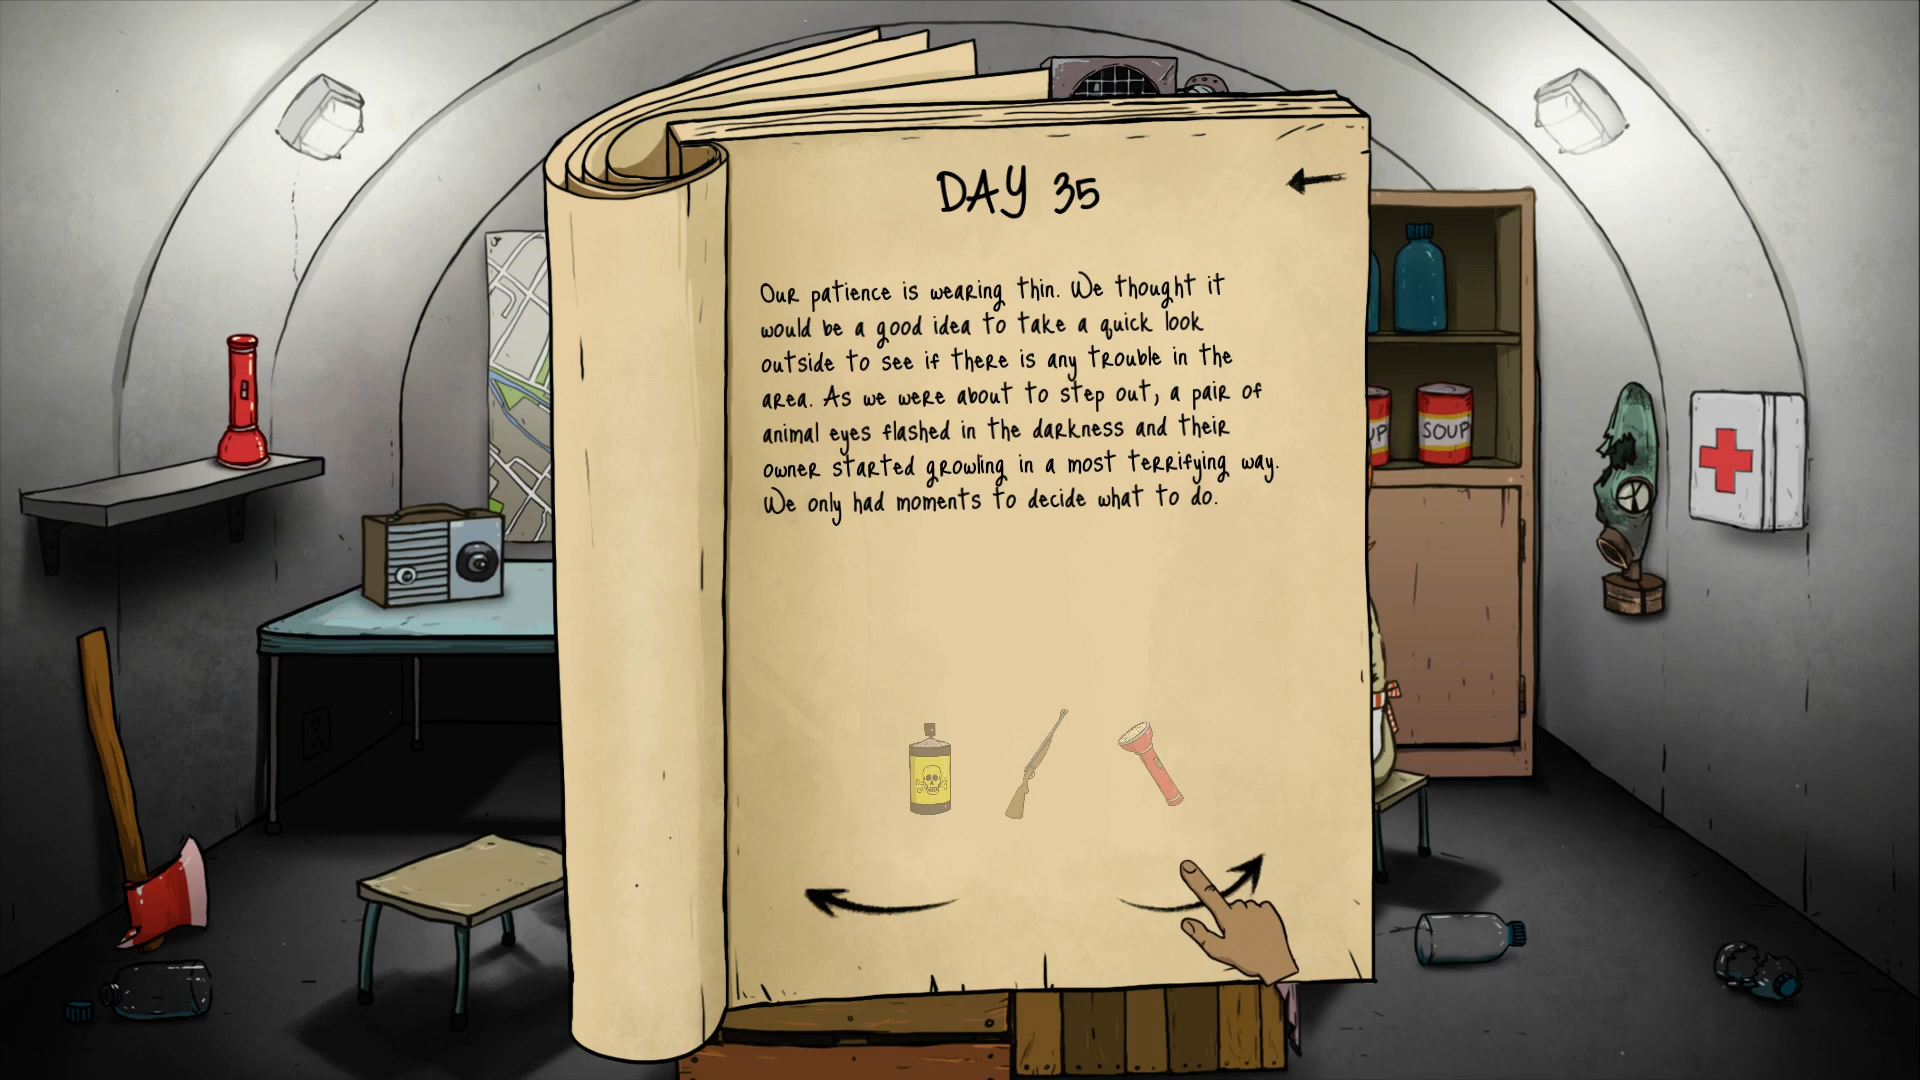 DAY 35
Our patience is wearing thin. We thought it
would be a good idea to take a quick look
outside to see if there is any trouble in the
area. As we were about to step out, a pair of
animal eyes flashed in the darkness and their
owner started growling in a most terrifying way.
We only had moments to decide what to do.
UP
SOUP